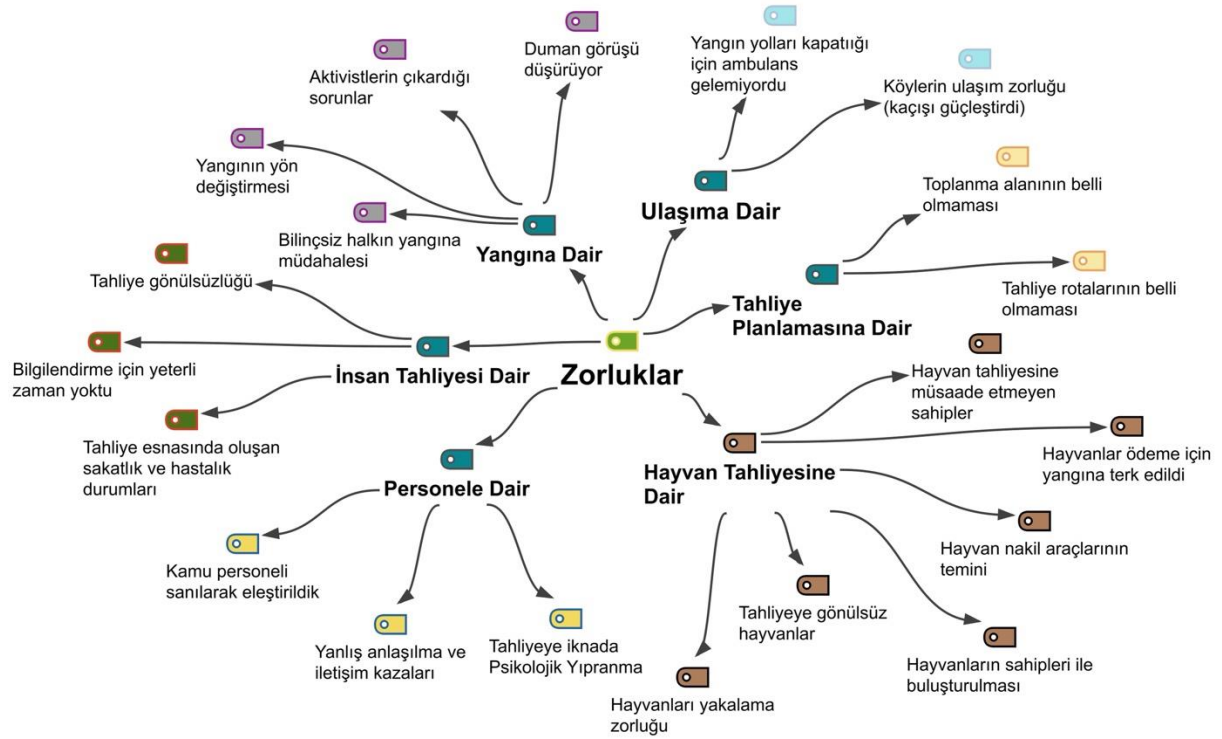 Duman görüşü
düşürüyor
Yangın yolları kapatıığı
için ambulans
gelemiyordu
Aktivistlerin çıkardığı
sorunlar
Köylerin ulaşım zorluğu
(kaçışı güçleştirdi)
Yangının yön
değiştirmesi
Toplanma alanının belli
olmaması
Ulaşıma Dair
Bilinçsiz halkın yangına
müdahalesi
Yangına Dair
Tahliye gönülsüzlüğü
Tahliye rotalarının belli
olmaması
Tahliye
Planlamasına Dair
Bilgilendirme için yeterli
zaman yoktu
İnsan Tahliyesi Dair
Zorluklar
Hayvan tahliyesine
müsaade etmeyen
sahipler
Tahliye esnasında oluşan
sakatlık ve hastalık
durumları
Hayvanlar ödeme için
yangına terk edildi
Hayvan Tahliyesine
Dair
Personele Dair
Hayvan nakil araçlarının
temini
Kamu personeli
sanılarak eleştirildik
Tahliyeye gönülsüz
hayvanlar
Yanlış anlaşılma ve
iletişim kazaları
Tahliyeye iknada
Psikolojik Yıpranma
Hayvanların sahipleri ile
buluşturulması
Hayvanları yakalama
zorluğu